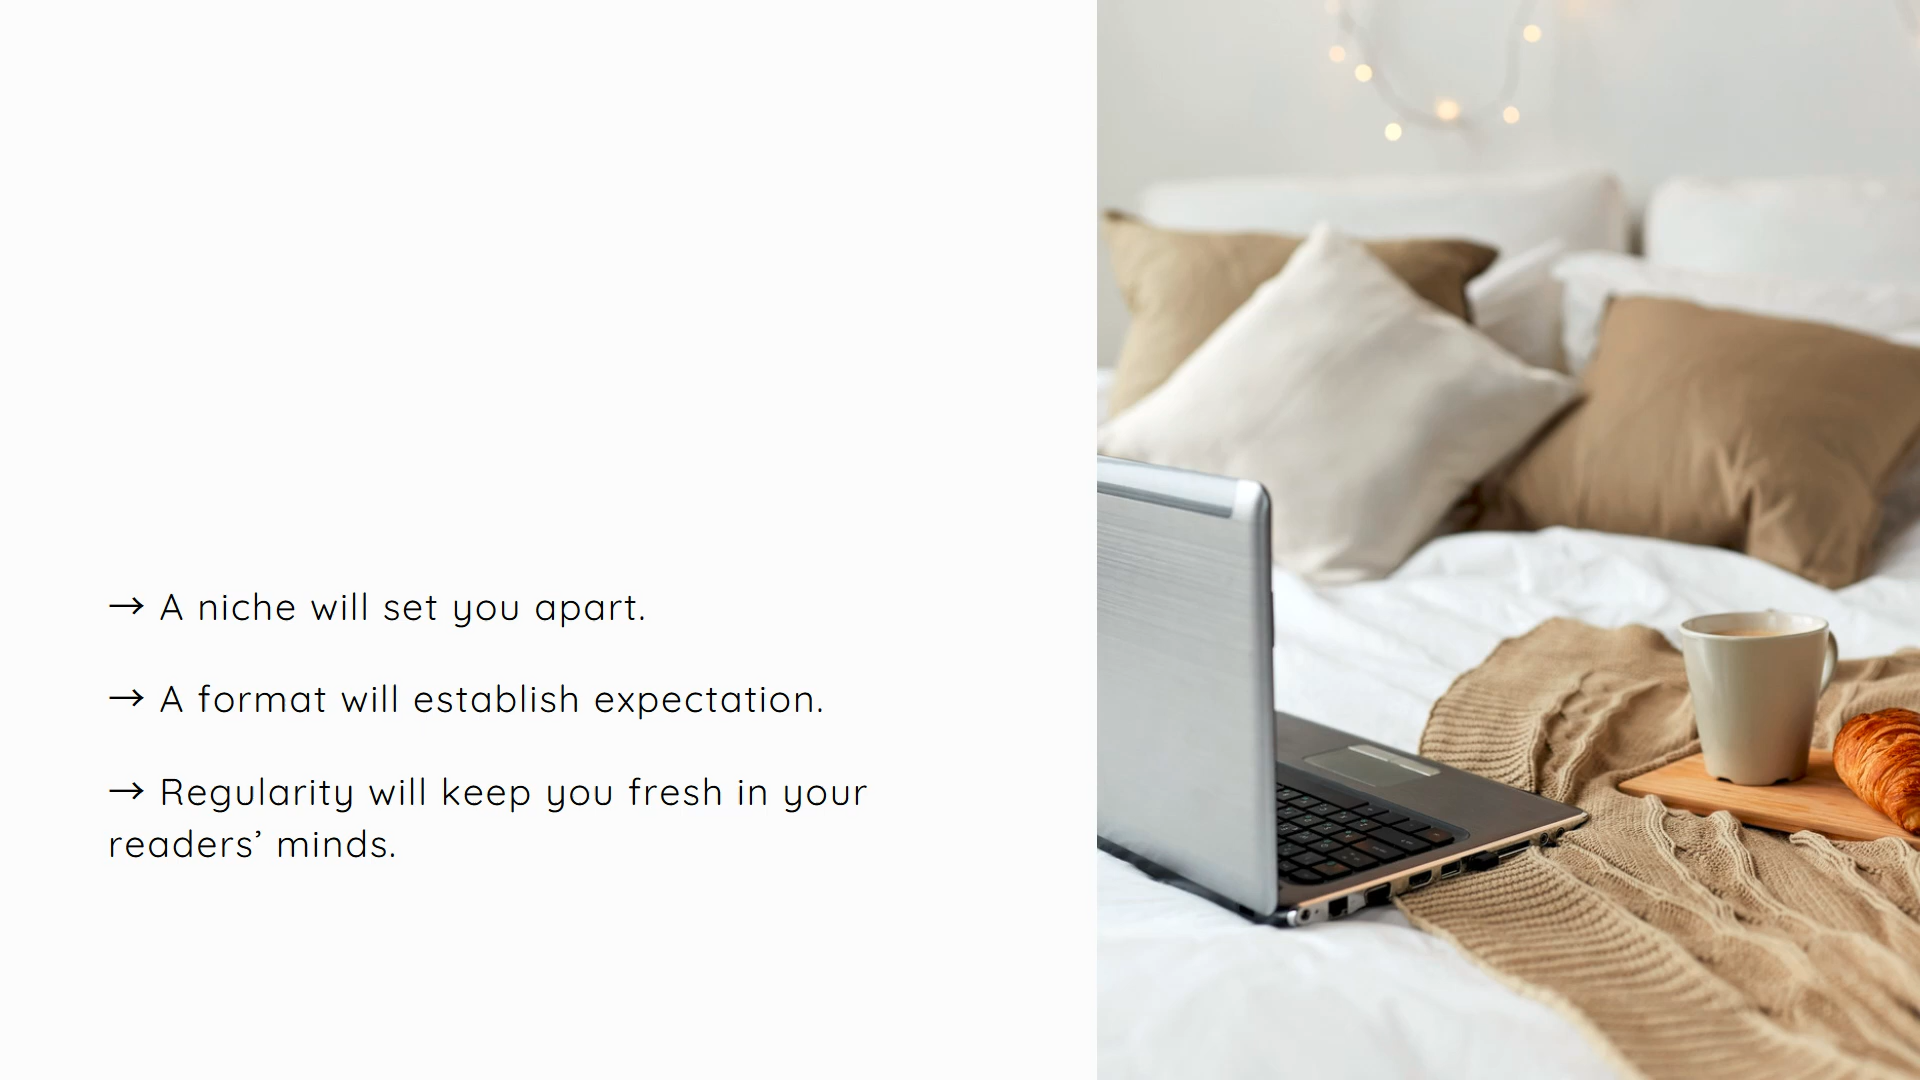 → A niche will set you apart.
→ A format will establish expectation.
→ Regularity will keep you fresh in your
readers’ minds.